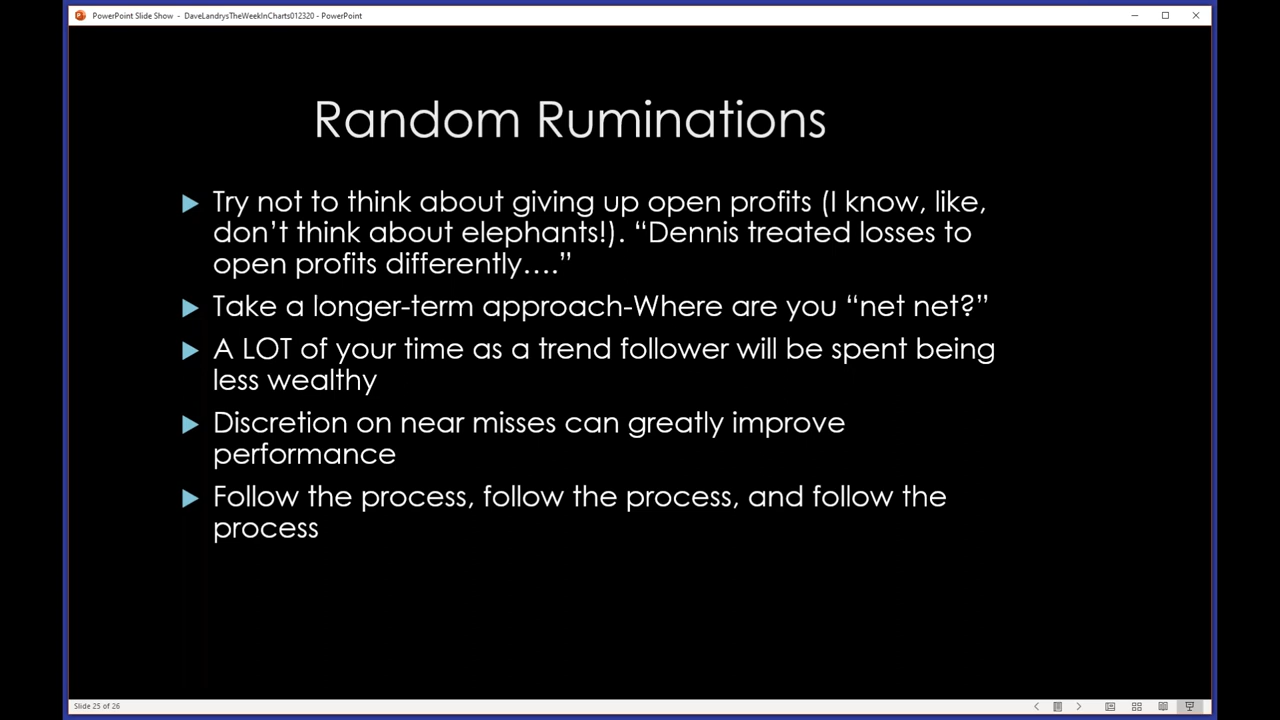 PowerPoint Slide Show - DaveLandrysTheWeekInCharts012320 - PowerPoint
Random Ruminations
Try not to think about giving up open profits (I know, like,
don’t think about elephants!). “Dennis treated losses to
open profits differently….”
Take a longer-term approach-Where are you “net net?”
A LOT of your time as a trend follower will be spent being
less wealthy
Discretion on near misses can greatly improve
performance
Follow the process, follow the process, and follow the
process
Slide 25 of 26